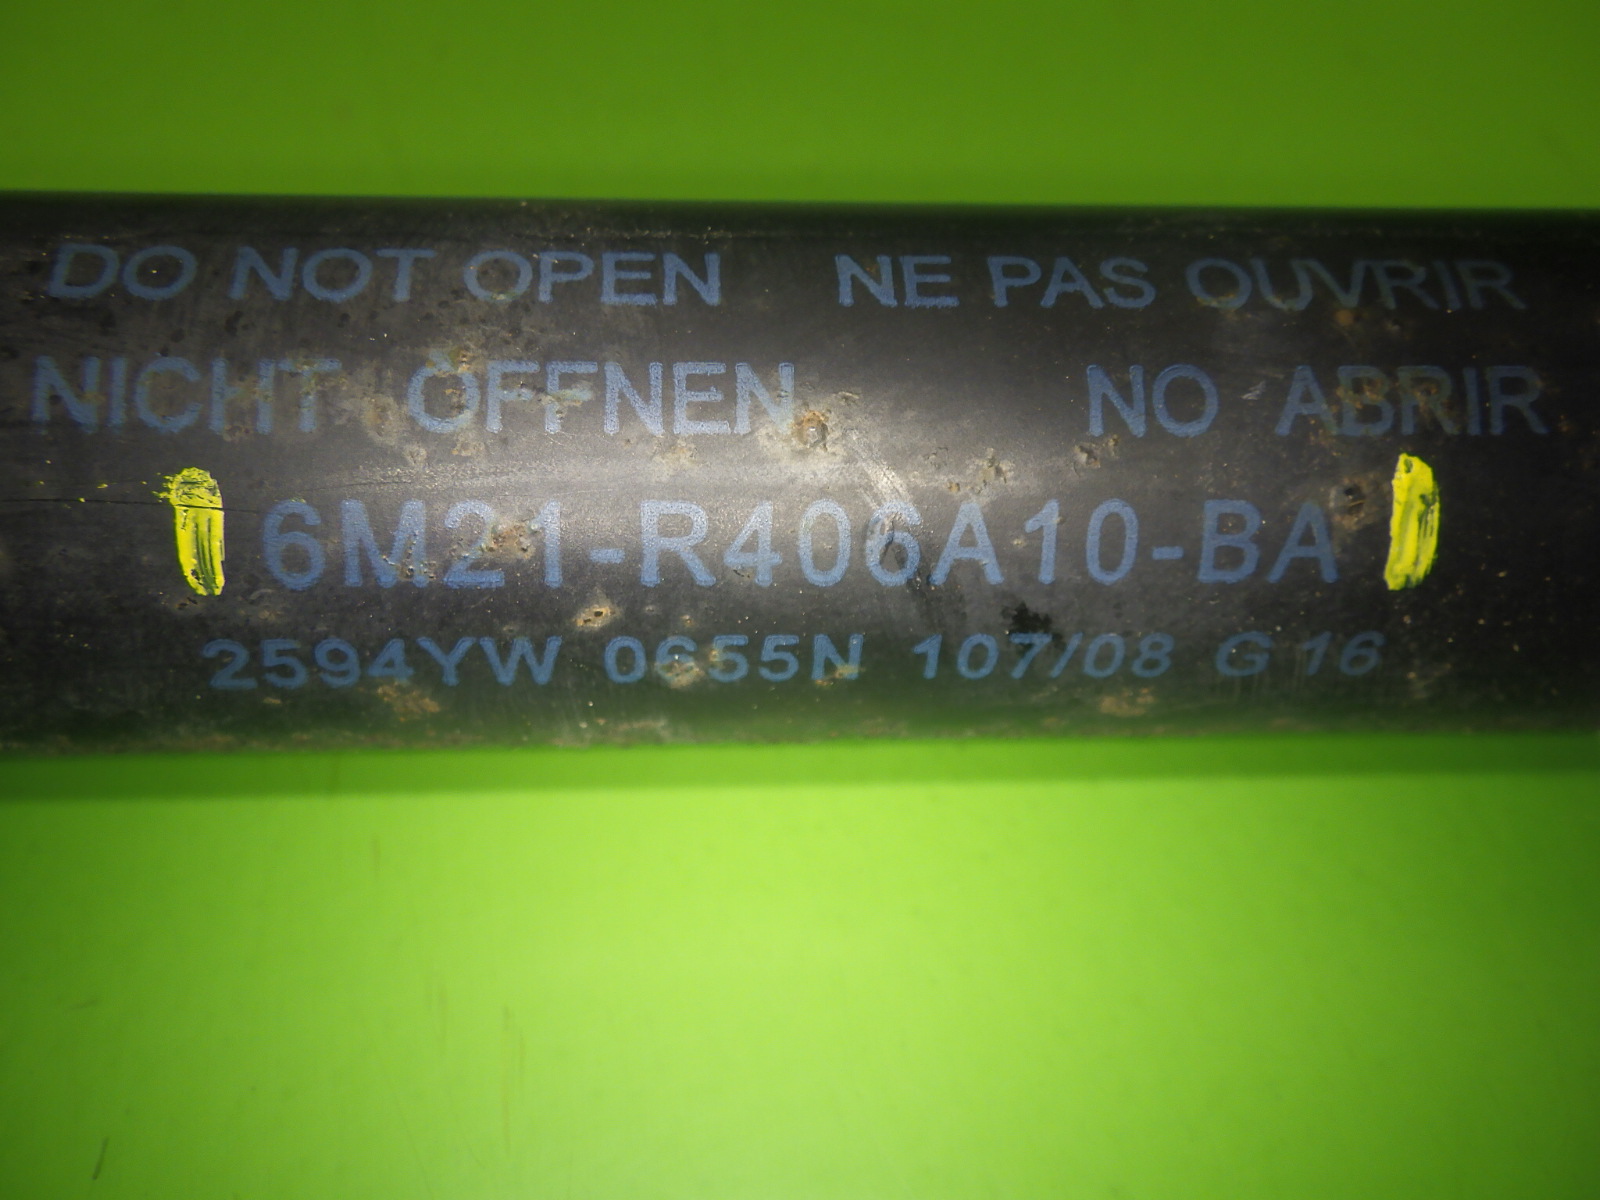 DO NOT OPEN NE PAS OUVRIR
NICHT ÖFFNEN NO ABRIR
6M21-R406A10-BA
2594YW 0655N 107/08 G 16